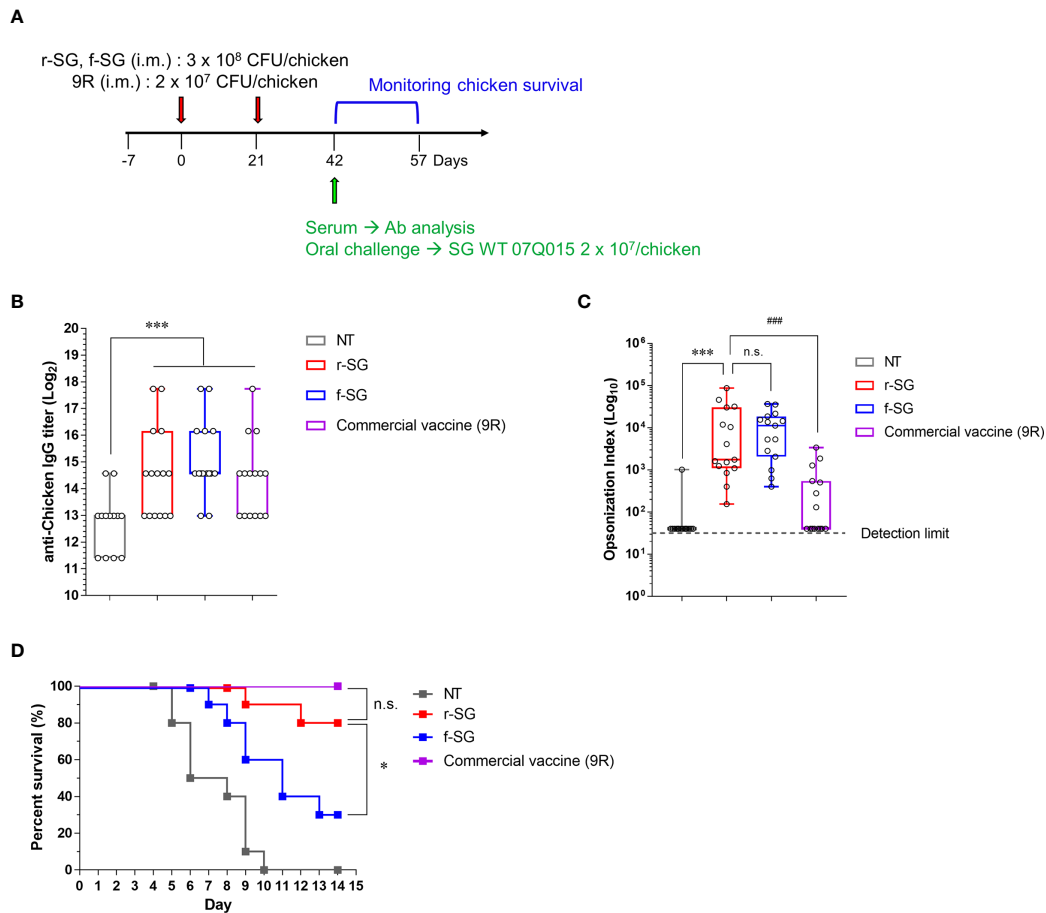 A
r-SG, f-SG (i.m.) : 3 x 10⁸ CFU/chicken
9R (i.m.) : 2 x 10⁷ CFU/chicken
Monitoring chicken survival
-7 0 21 42 57 Days
Serum → Ab analysis
Oral challenge → SG WT 07Q015 2 x 10⁷/chicken
B
anti-Chicken IgG titer (Log₂)
20
19
18
17
16
15
14
13
12
11
10
***
NT
r-SG
f-SG
Commercial vaccine (9R)
C
Opsonization Index (Log₁₀)
10⁶
10⁵
10⁴
10³
10²
10¹
10⁰
###
*** n.s.
NT
r-SG
f-SG
Commercial vaccine (9R)
Detection limit
D
Percent survival (%)
100
80
60
40
20
0
0 1 2 3 4 5 6 7 8 9 10 11 12 13 14 15
Day
n.s.
*
NT
r-SG
f-SG
Commercial vaccine (9R)